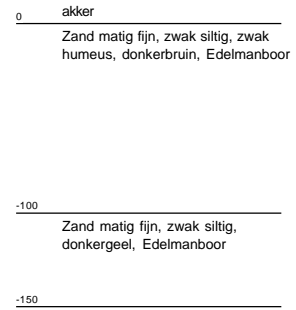 0 akker
Zand matig fijn, zwak siltig, zwak
humeus, donkerbruin, Edelmanboor
-100
Zand matig fijn, zwak siltig,
donkergeel, Edelmanboor
-150